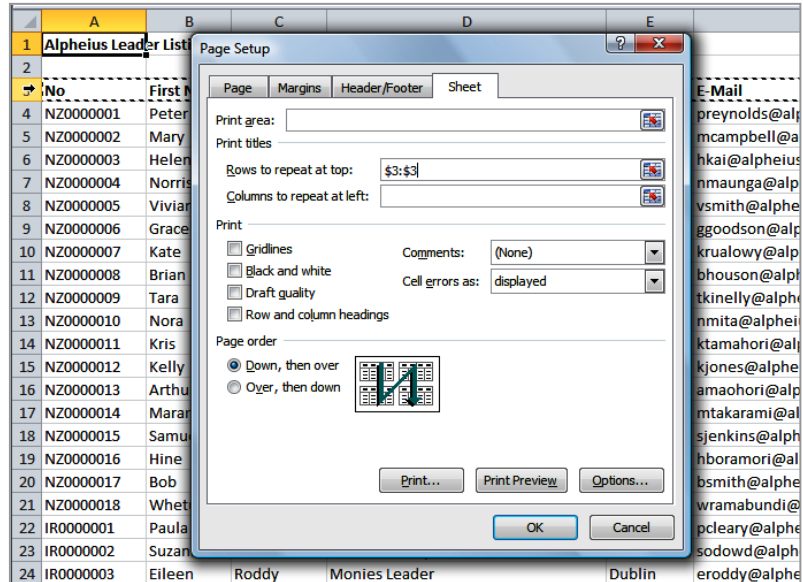 A B C D E
1 Alpheius Leader Listi
Page Setup
2
No First N E-Mail
Page Margins Header/Footer Sheet
4 NZ0000001 Peter preynolds@alp
Print area:
5 NZ0000002 Mary mcampbell@a
Print titles
6 NZ0000003 Helen hkai@alpheius
Rows to repeat at top: $3:$3
7 NZ0000004 Norris nmaunga@alp
Columns to repeat at left:
8 NZ0000005 Vivian vsmith@alphe
Print
9 NZ0000006 Grace ggoodson@alp
Gridlines Comments: (None)
10 NZ0000007 Kate krualowy@alp
Black and white
11 NZ0000008 Brian bhouson@alph
Cell errors as: displayed
Draft quality
12 NZ0000009 Tara tkinelly@alphe
Row and column headings
13 NZ0000010 Nora nmita@alpheiu
Page order
14 NZ0000011 Kris ktamahori@alp
Down, then over
15 NZ0000012 Kelly kjones@alpheiu
Over, then down
16 NZ0000013 Arthu amaohori@alp
17 NZ0000014 Marar mtakarami@al
18 NZ0000015 Samu sjenkins@alph
19 NZ0000016 Hine hboramori@al
20 NZ0000017 Bob bsmith@alphe
Print... Print Preview Options...
21 NZ0000018 Whet wramabundi@
22 IR0000001 Paula pcleary@alphe
OK Cancel
23 IR0000002 Suzan sodowd@alph
24 IR0000003 Eileen Roddy Monies Leader Dublin eroddy@alphe